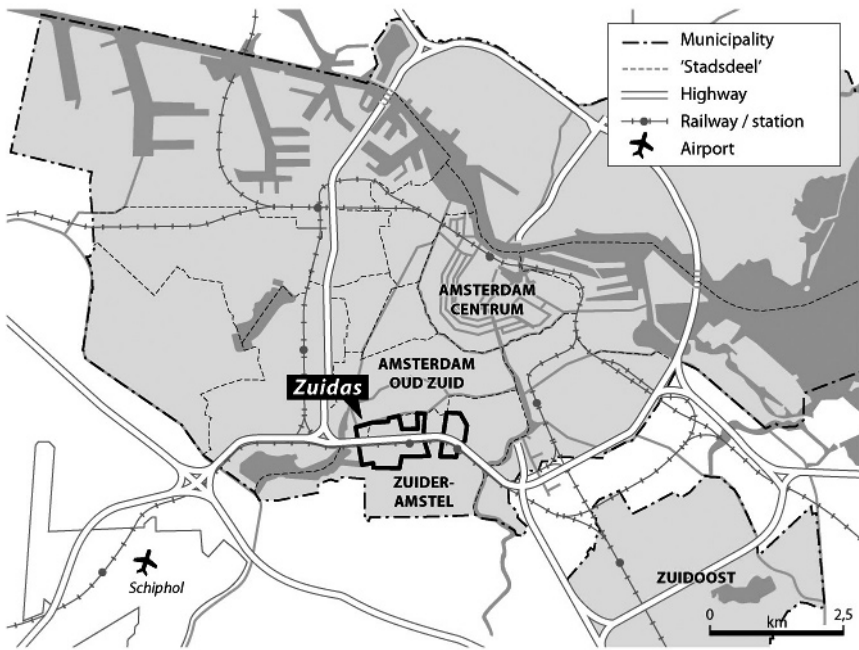 Municipality
'Stadsdeel'
Highway
Railway / station
Airport
AMSTERDAM
CENTRUM
AMSTERDAM
OUD ZUID
Zuidas
ZUIDER-
AMSTEL
ZUIDOOST
Schiphol
0 km 2,5